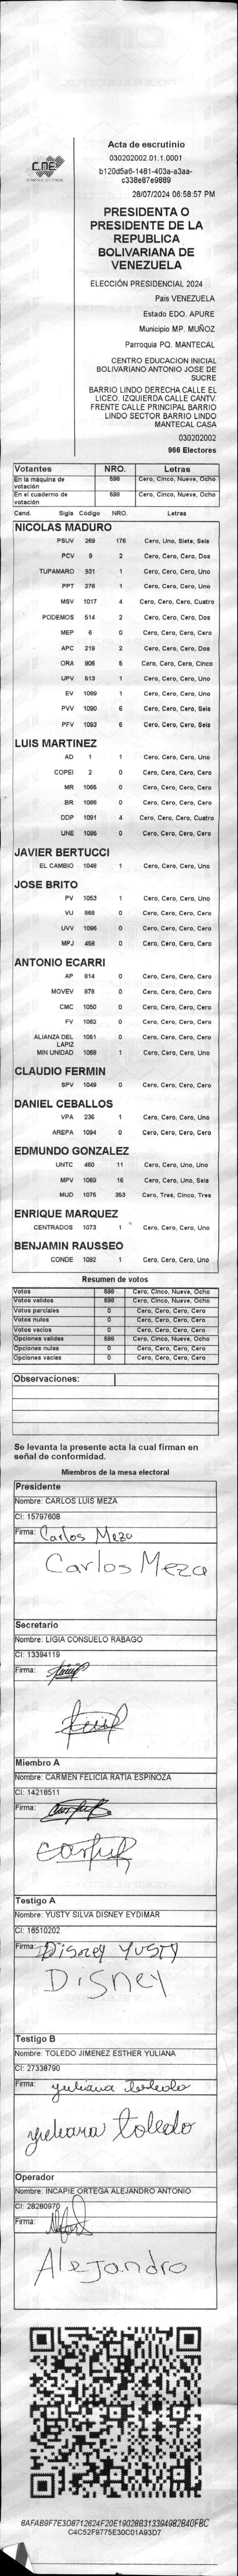 CNE
Acta de escrutinio
030202002.01.1.0001
b120d5a6-1481-403a-a3aa-
c338e87e9889
28/07/2024 06:58:57 PM
PRESIDENTA O
PRESIDENTE DE LA
REPUBLICA
BOLIVARIANA DE
VENEZUELA
ELECCIÓN PRESIDENCIAL 2024
País VENEZUELA
Estado EDO. APURE
Municipio MP. MUÑOZ
Parroquia PQ. MANTECAL
CENTRO EDUCACION INICIAL
BOLIVARIANO ANTONIO JOSE DE
SUCRE
BARRIO LINDO DERECHA CALLE EL
LICEO. IZQUIERDA CALLE CANTV.
FRENTE CALLE PRINCIPAL BARRIO
LINDO SECTOR BARRIO LINDO
MANTECAL CASA
030202002
966 Electores
Votantes NRO. Letras
En la máquina de votación 598 Cero, Cinco, Nueve, Ocho
En el cuaderno de votación 598 Cero, Cinco, Nueve, Ocho
Cand. Sigla Código NRO. Letras
NICOLAS MADURO
PSUV 269 176 Cero, Uno, Siete, Seis
PCV 9 2 Cero, Cero, Cero, Dos
TUPAMARO 931 1 Cero, Cero, Cero, Uno
PPT 276 1 Cero, Cero, Cero, Uno
MSV 1017 4 Cero, Cero, Cero, Cuatro
PODEMOS 514 2 Cero, Cero, Cero, Dos
MEP 6 0 Cero, Cero, Cero, Cero
APC 219 2 Cero, Cero, Cero, Dos
ORA 906 5 Cero, Cero, Cero, Cinco
UPV 513 1 Cero, Cero, Cero, Uno
EV 1089 1 Cero, Cero, Cero, Uno
PVV 1090 6 Cero, Cero, Cero, Seis
PFV 1093 6 Cero, Cero, Cero, Seis
LUIS MARTINEZ
AD 1 1 Cero, Cero, Cero, Uno
COPEI 2 0 Cero, Cero, Cero, Cero
MR 1065 0 Cero, Cero, Cero, Cero
BR 1066 0 Cero, Cero, Cero, Cero
DDP 1091 4 Cero, Cero, Cero, Cuatro
UNE 1095 0 Cero, Cero, Cero, Cero
JAVIER BERTUCCI
EL CAMBIO 1048 1 Cero, Cero, Cero, Uno
JOSE BRITO
PV 1053 1 Cero, Cero, Cero, Uno
VU 868 0 Cero, Cero, Cero, Cero
UVV 1096 0 Cero, Cero, Cero, Cero
MPJ 458 0 Cero, Cero, Cero, Cero
ANTONIO ECARRI
AP 814 0 Cero, Cero, Cero, Cero
MOVEV 878 0 Cero, Cero, Cero, Cero
CMC 1050 0 Cero, Cero, Cero, Cero
FV 1062 0 Cero, Cero, Cero, Cero
ALIANZA DEL LAPIZ 1051 0 Cero, Cero, Cero, Cero
MIN UNIDAD 1068 1 Cero, Cero, Cero, Uno
CLAUDIO FERMIN
SPV 1049 0 Cero, Cero, Cero, Cero
DANIEL CEBALLOS
VPA 236 1 Cero, Cero, Cero, Uno
AREPA 1094 0 Cero, Cero, Cero, Cero
EDMUNDO GONZALEZ
UNTC 460 11 Cero, Cero, Uno, Uno
MPV 1069 16 Cero, Cero, Uno, Seis
MUD 1075 353 Cero, Tres, Cinco, Tres
ENRIQUE MARQUEZ
CENTRADOS 1073 1 Cero, Cero, Cero, Uno
BENJAMIN RAUSSEO
CONDE 1092 1 Cero, Cero, Cero, Uno
Resumen de votos
Votos 598 Cero, Cinco, Nueve, Ocho
Votos validos 598 Cero, Cinco, Nueve, Ocho
Votos parciales 0 Cero, Cero, Cero, Cero
Votos nulos 0 Cero, Cero, Cero, Cero
Votos vacios 0 Cero, Cero, Cero, Cero
Opciones validas 598 Cero, Cinco, Nueve, Ocho
Opciones nulas 0 Cero, Cero, Cero, Cero
Opciones vacias 0 Cero, Cero, Cero, Cero
Observaciones:
Se levanta la presente acta la cual firman en
señal de conformidad.
Miembros de la mesa electoral
Presidente
Nombre: CARLOS LUIS MEZA
CI: 15797608
Firma: Carlos Meza
Carlos Meza
Secretario
Nombre: LIGIA CONSUELO RABAGO
CI: 13394119
Firma:
Miembro A
Nombre: CARMEN FELICIA RATIA ESPINOZA
CI: 14218511
Firma:
Testigo A
Nombre: YUSTY SILVA DISNEY EYDIMAR
CI: 16510202
Firma: Disney YUSTY
Disney
Testigo B
Nombre: TOLEDO JIMENEZ ESTHER YULIANA
CI: 27338790
Firma: yuliana toledo
yuleana toledo
Operador
Nombre: INCAPIE ORTEGA ALEJANDRO ANTONIO
CI: 28280970
Firma:
Alejandro
8AFAB9F7E3D8712624F20E19028B313394982B40FBC
C4C52F9775E30C01A93D7